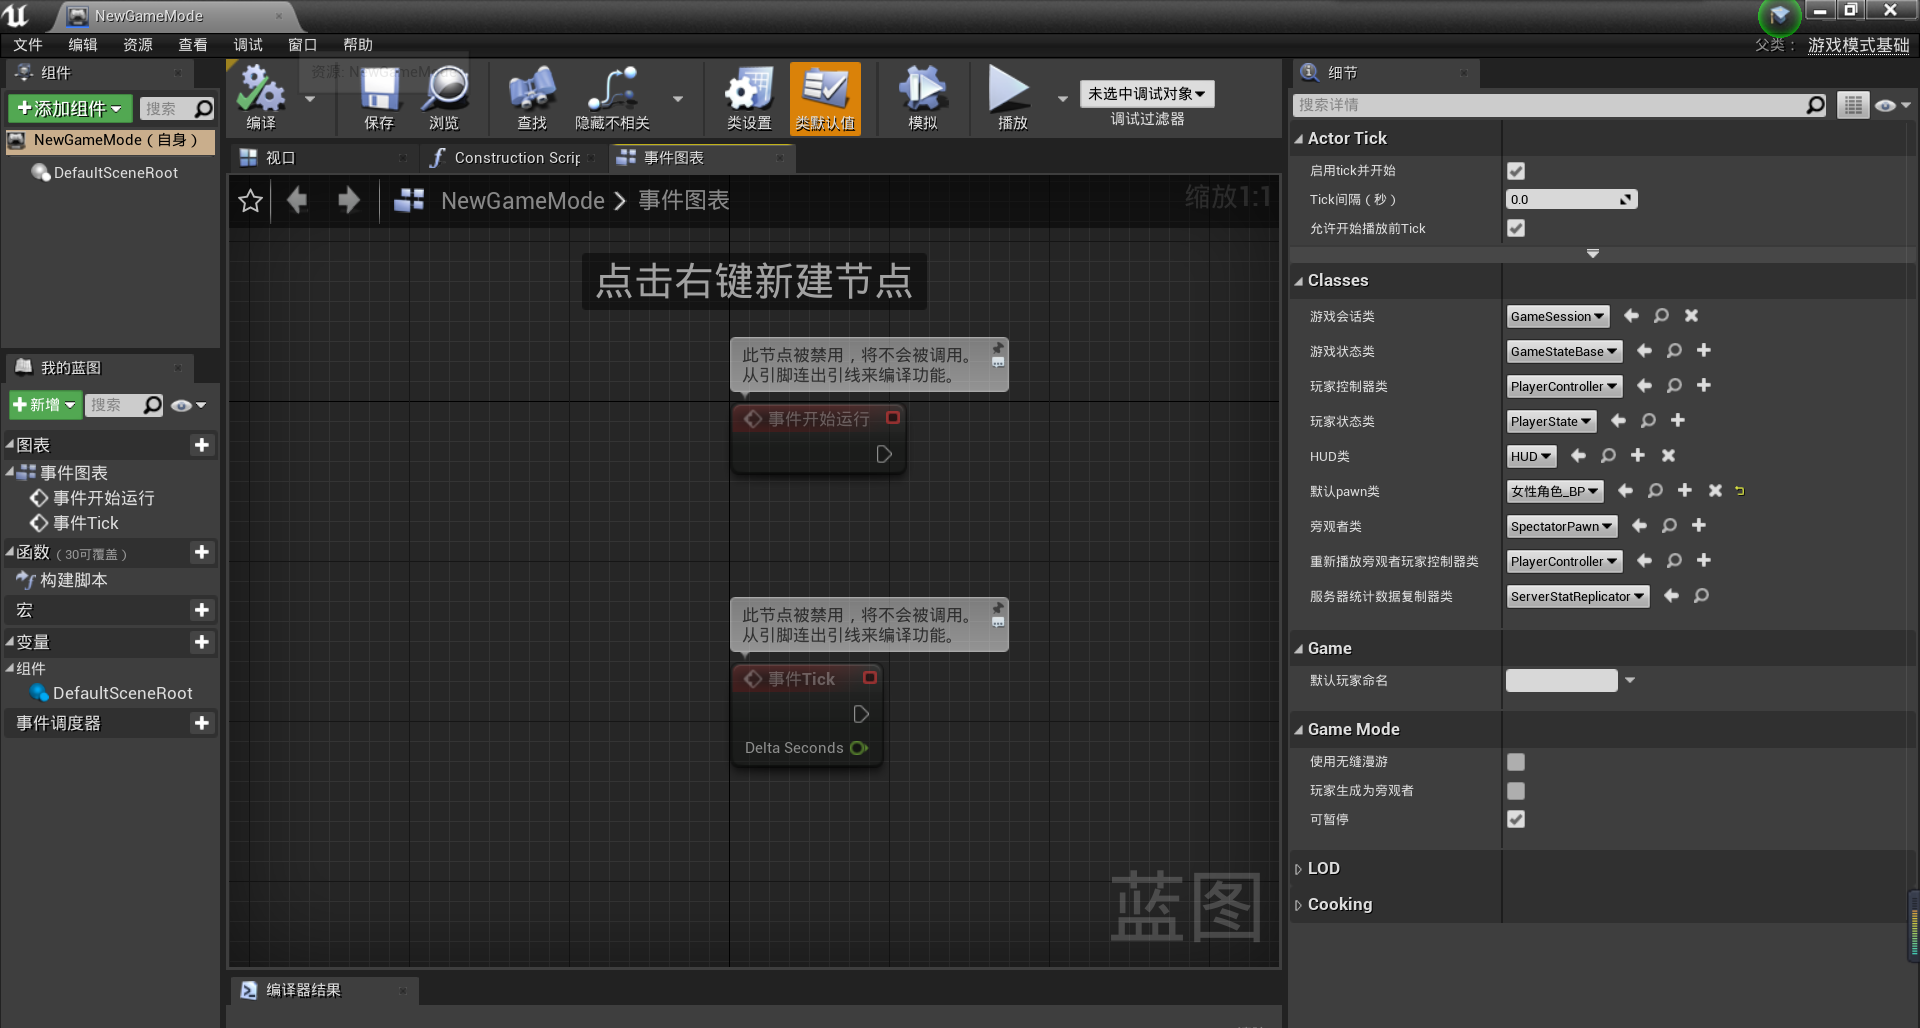 NewGameMode
文件 编辑 资源 查看 调试 窗口 帮助
父类： 游戏模式基础
组件
添加组件
搜索
NewGameMode（自身）
DefaultSceneRoot
资源: NewGameMode
编译
保存
浏览
查找
隐藏不相关
类设置
类默认值
模拟
播放
未选中调试对象
调试过滤器
视口
Construction Scrip
事件图表
NewGameMode > 事件图表
缩放1:1
点击右键新建节点
此节点被禁用，将不会被调用。
从引脚连出引线来编译功能。
事件开始运行
此节点被禁用，将不会被调用。
从引脚连出引线来编译功能。
事件Tick
Delta Seconds
蓝图
编译器结果
我的蓝图
新增
搜索
图表
事件图表
事件开始运行
事件Tick
函数 （30可覆盖）
构建脚本
宏
变量
组件
DefaultSceneRoot
事件调度器
细节
搜索详情
Actor Tick
启用tick并开始
Tick间隔（秒） 0.0
允许开始播放前Tick
Classes
游戏会话类 GameSession
游戏状态类 GameStateBase
玩家控制器类 PlayerController
玩家状态类 PlayerState
HUD类 HUD
默认pawn类 女性角色_BP
旁观者类 SpectatorPawn
重新播放旁观者玩家控制器类 PlayerController
服务器统计数据复制器类 ServerStatReplicator
Game
默认玩家命名
Game Mode
使用无缝漫游
玩家生成为旁观者
可暂停
LOD
Cooking